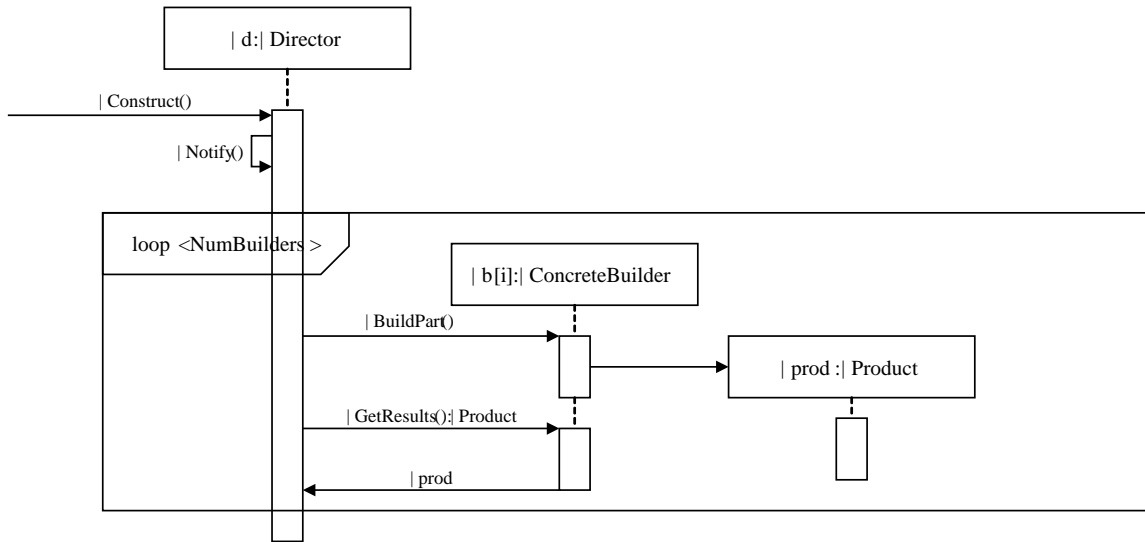 | d:| Director
| Construct()
| Notify()
loop <NumBuilders >
| b[i]:| ConcreteBuilder
| BuildPart()
| prod :| Product
| GetResults():| Product
| prod